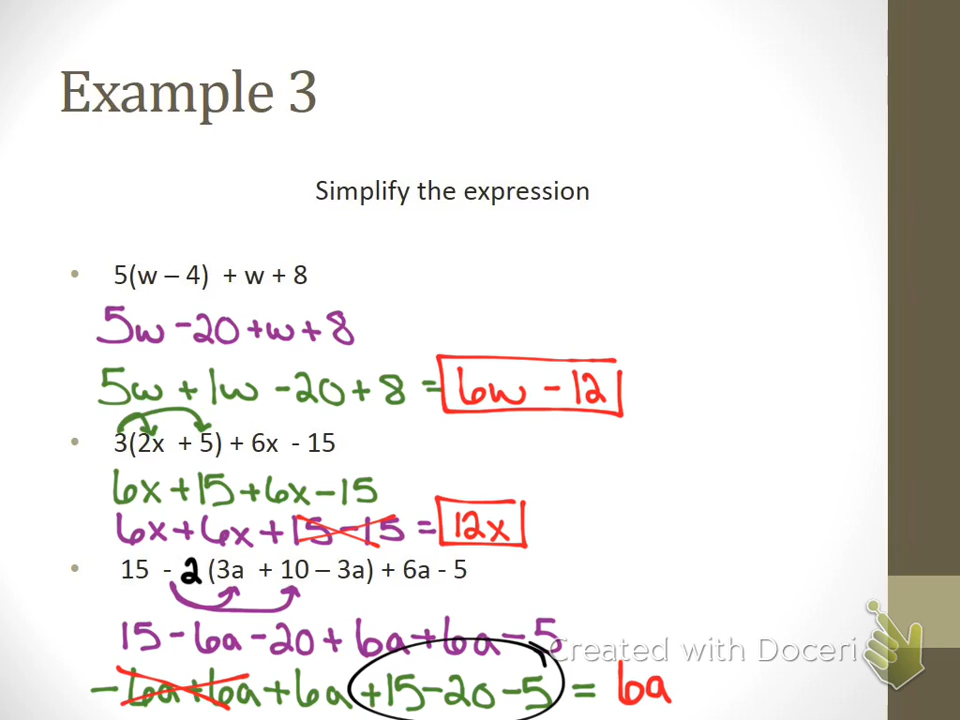 Example 3
Simplify the expression
• 5(w – 4) + w + 8
5w -20 +w + 8
5w + 1w -20 + 8 = 6w - 12
• 3(2x + 5) + 6x - 15
6x +15 +6x -15
6x + 6x + 15 - 15 = 12x
• 15 - 2 (3a + 10 – 3a) + 6a - 5
15 - 6a - 20 + 6a + 6a - 5
Created with Doceri
- 6a + 6a + 6a + 15 - 20 - 5 = 6a